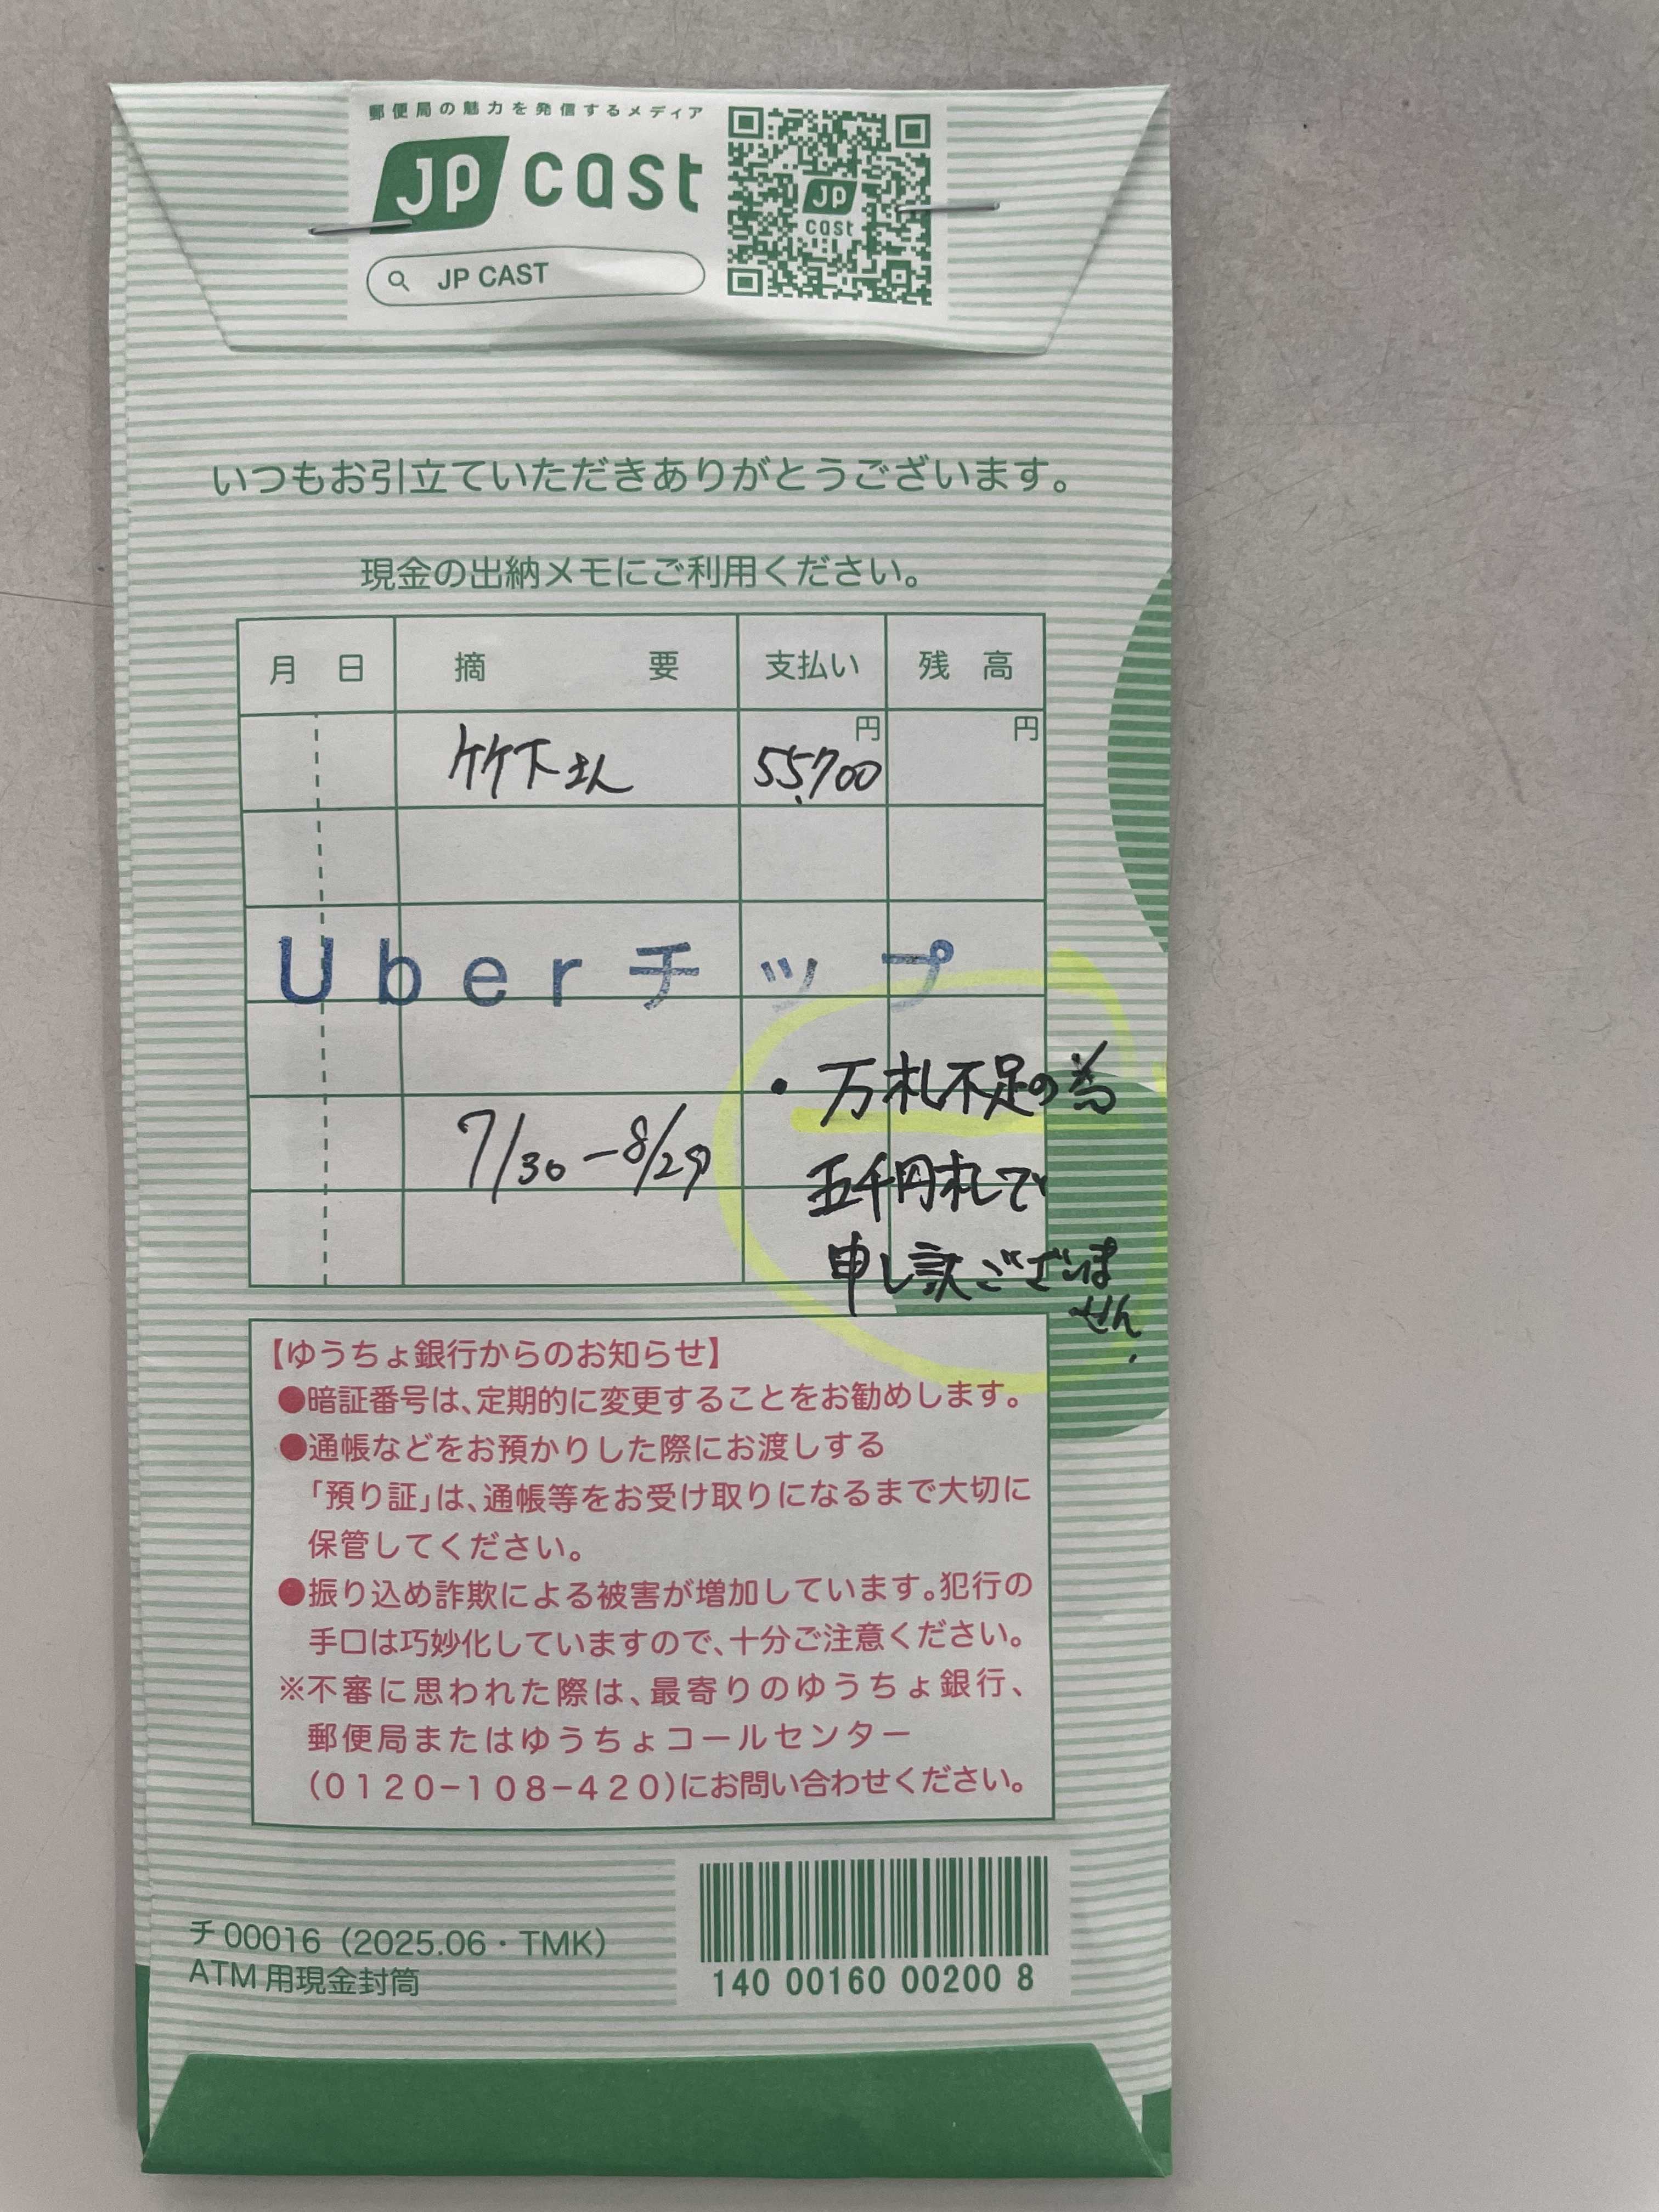 郵便局の魅力を発信するメディア
JP cast
JP CAST
JP
cast
いつもお引立ていただきありがとうございます。
現金の出納メモにご利用ください。
月 日 摘 要 支払い 残 高
円 円
竹下さん 55,700
Uberチップ
・万札不足の為
7/30-8/29
五千円札で
申し訳ございま
せん.
【ゆうちょ銀行からのお知らせ】
●暗証番号は、定期的に変更することをお勧めします。
●通帳などをお預かりした際にお渡しする
「預り証」は、通帳等をお受け取りになるまで大切に
保管してください。
●振り込め詐欺による被害が増加しています。犯行の
手口は巧妙化していますので、十分ご注意ください。
※不審に思われた際は、最寄りのゆうちょ銀行、
郵便局またはゆうちょコールセンター
(0120-108-420)にお問い合わせください。
チ00016(2025.06・TMK)
ATM用現金封筒
140 00160 00200 8